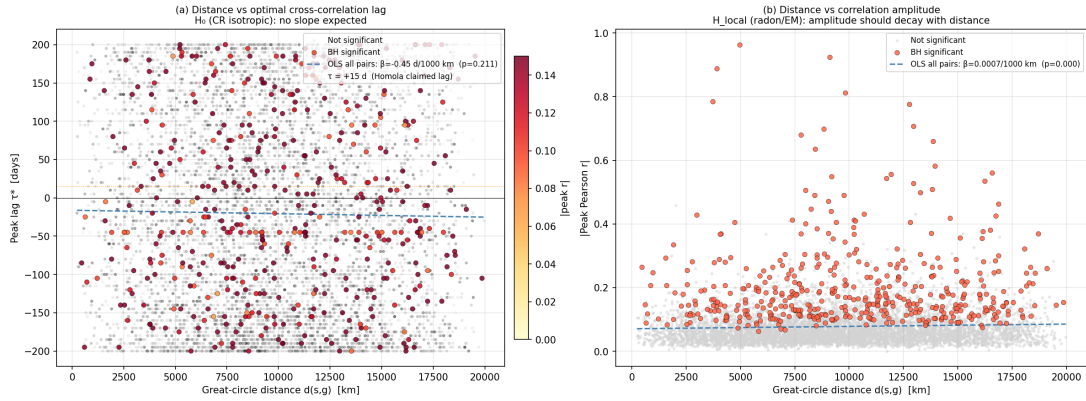 (a) Distance vs optimal cross-correlation lag
H₀ (CR isotropic): no slope expected
Peak lag τ* [days]
200
150
100
50
0
−50
−100
−150
−200
Not significant
BH significant
OLS all pairs: β=-0.45 d/1000 km (p=0.211)
τ = +15 d (Homola claimed lag)
0
2500
5000
7500
10000
12500
15000
17500
20000
Great-circle distance d(s,g) [km]
0.14
0.12
0.10
0.08
0.06
0.04
0.02
0.00
|peak r|
(b) Distance vs correlation amplitude
H_local (radon/EM): amplitude should decay with distance
|Peak Pearson r|
1.0
0.8
0.6
0.4
0.2
0.0
Not significant
BH significant
OLS all pairs: β=0.0007/1000 km (p=0.000)
0
2500
5000
7500
10000
12500
15000
17500
20000
Great-circle distance d(s,g) [km]